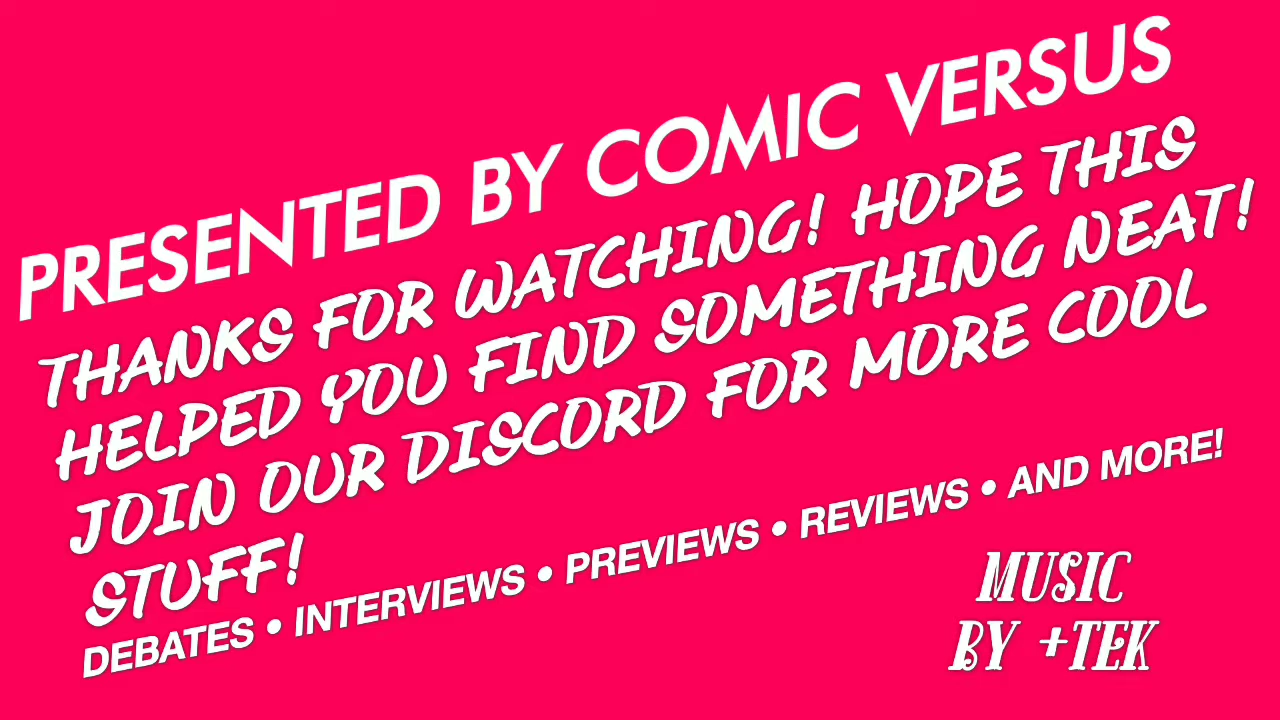 PRESENTED BY COMIC VERSUS
THANKS FOR WATCHING! HOPE THIS
HELPED YOU FIND SOMETHING NEAT!
JOIN OUR DISCORD FOR MORE COOL
STUFF!
DEBATES • INTERVIEWS • PREVIEWS • REVIEWS • AND MORE!
MUSIC
BY +TEK